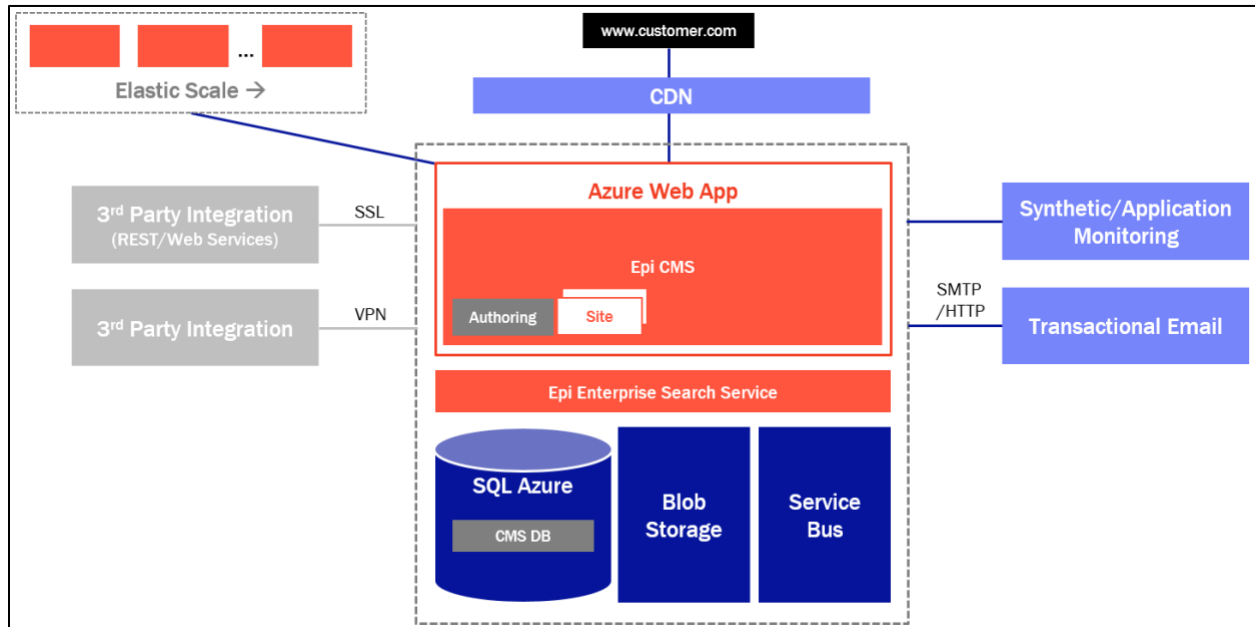 www.customer.com
...
Elastic Scale →
CDN
Azure Web App
3rd Party Integration
(REST/Web Services)
SSL
Synthetic/Application
Monitoring
Epi CMS
Authoring
Site
3rd Party Integration
VPN
SMTP
/HTTP
Transactional Email
Epi Enterprise Search Service
SQL Azure
CMS DB
Blob
Storage
Service
Bus